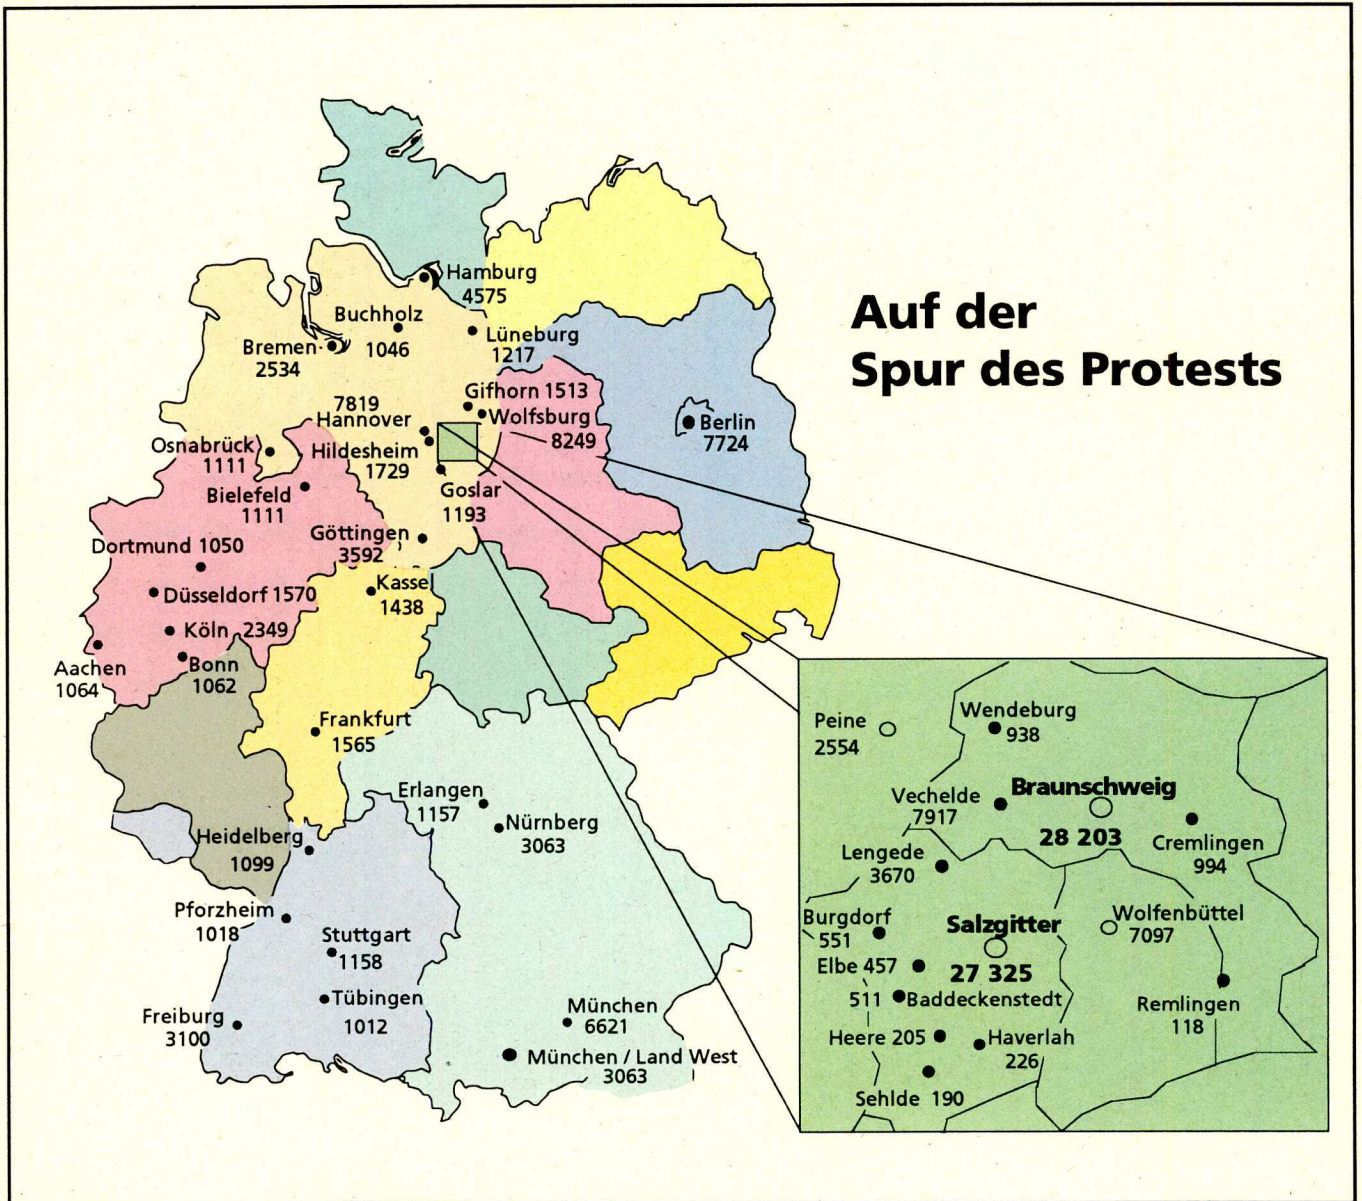 Auf der
Spur des Protests
Hamburg
4575
Buchholz
1046
Lüneburg
1217
Bremen
2534
Gifhorn 1513
7819
Hannover
Wolfsburg
8249
Berlin
7724
Osnabrück
1111
Hildesheim
1729
Bielefeld
1111
Goslar
1193
Göttingen
3592
Dortmund 1050
Kassel
1438
Düsseldorf 1570
Köln 2349
Aachen
1064
Bonn
1062
Frankfurt
1565
Erlangen
1157
Nürnberg
3063
Heidelberg
1099
Pforzheim
1018
Stuttgart
1158
Tübingen
1012
Freiburg
3100
München
6621
München / Land West
3063
Peine
2554
Wendeburg
938
Vechelde
7917
Braunschweig
28 203
Cremlingen
994
Lengede
3670
Burgdorf
551
Salzgitter
27 325
Wolfenbüttel
7097
Elbe 457
511 Baddeckenstedt
Remlingen
118
Heere 205
Haverlah
226
Sehlde 190